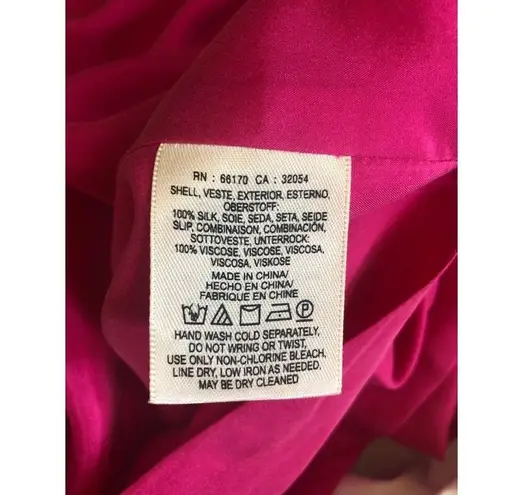 RN : 66170 CA : 32054
SHELL, VESTE, EXTERIOR, ESTERNO,
OBERSTOFF:
100% SILK, SOIE, SEDA, SETA, SEIDE
SLIP, COMBINAISON, COMBINACIÓN,
SOTTOVESTE, UNTERROCK:
100% VISCOSE, VISCOSE, VISCOSA,
VISCOSA, VISKOSE
MADE IN CHINA/
HECHO EN CHINA/
FABRIQUE EN CHINE
HAND WASH COLD SEPARATELY,
DO NOT WRING OR TWIST,
USE ONLY NON-CHLORINE BLEACH,
LINE DRY, LOW IRON AS NEEDED.
MAY BE DRY CLEANED